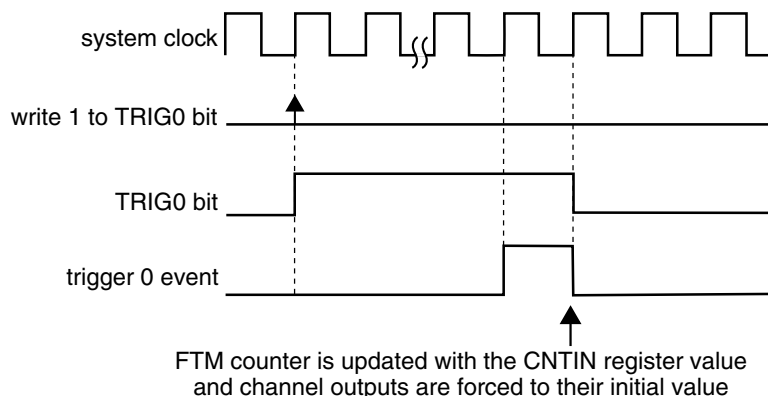 system clock
write 1 to TRIG0 bit
TRIG0 bit
trigger 0 event
FTM counter is updated with the CNTIN register value
and channel outputs are forced to their initial value